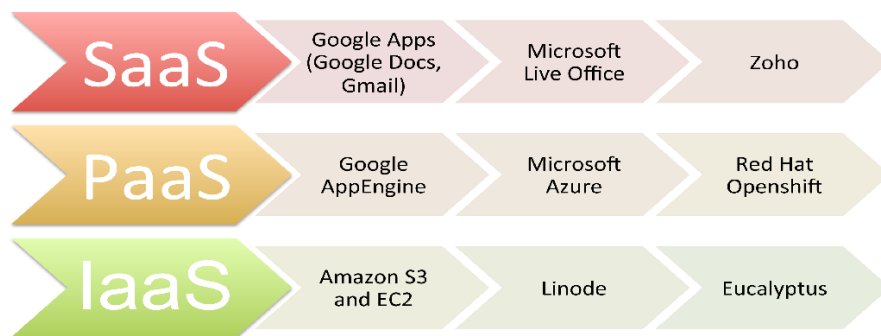 SaaS
Google Apps
(Google Docs,
Gmail)
Microsoft
Live Office
Zoho
PaaS
Google
AppEngine
Microsoft
Azure
Red Hat
Openshift
IaaS
Amazon S3
and EC2
Linode
Eucalyptus